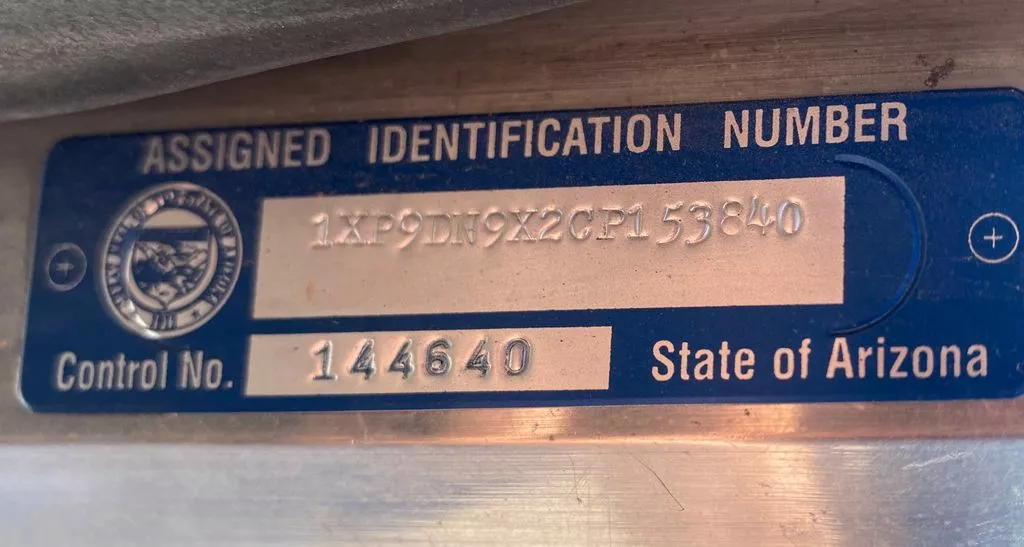 ASSIGNED IDENTIFICATION NUMBER
1XP9DN9X2CP153840
Control No. 144640
State of Arizona